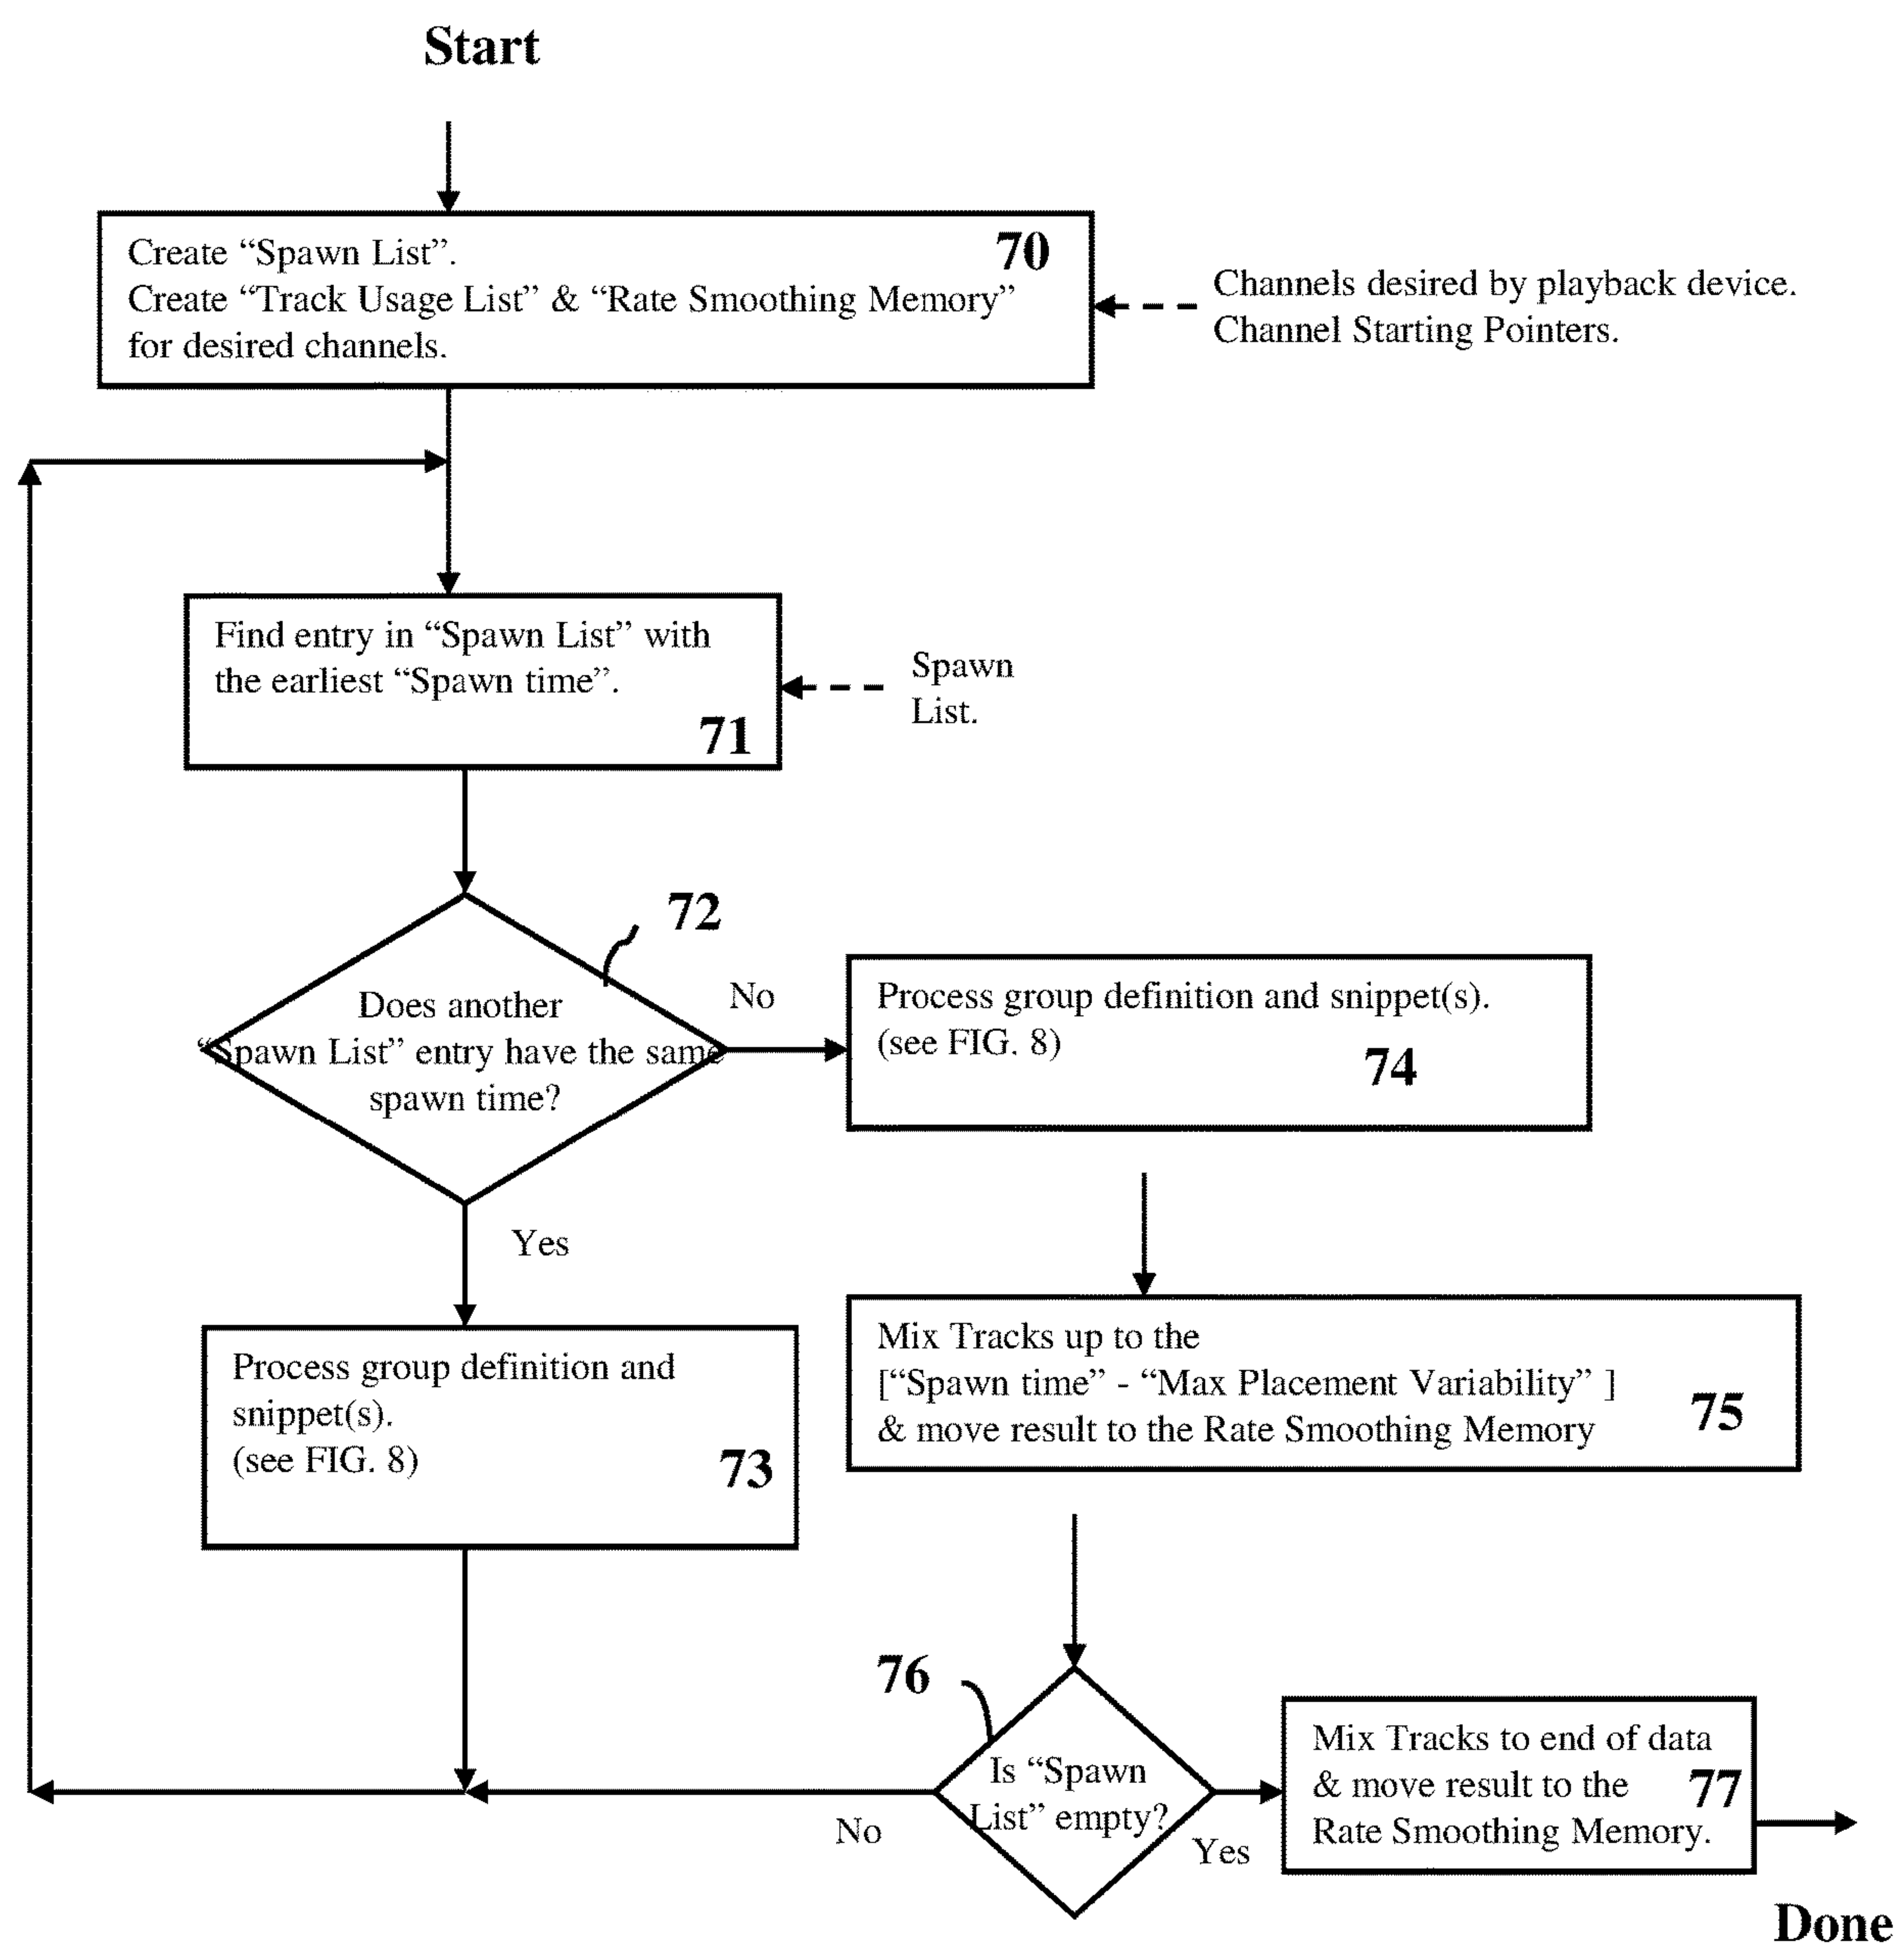 Start
Create “Spawn List”.
70
Create “Track Usage List” & “Rate Smoothing Memory”
for desired channels.
Channels desired by playback device.
Channel Starting Pointers.
Find entry in “Spawn List” with
the earliest “Spawn time”.
71
Spawn
List.
72
Does another
“Spawn List” entry have the same
spawn time?
No
Yes
Process group definition and snippet(s).
(see FIG. 8)
74
Process group definition and
snippet(s).
(see FIG. 8)
73
Mix Tracks up to the
[“Spawn time” - “Max Placement Variability” ]
& move result to the Rate Smoothing Memory
75
76
Is “Spawn
List” empty?
No
Yes
Mix Tracks to end of data
& move result to the
77
Rate Smoothing Memory.
Done